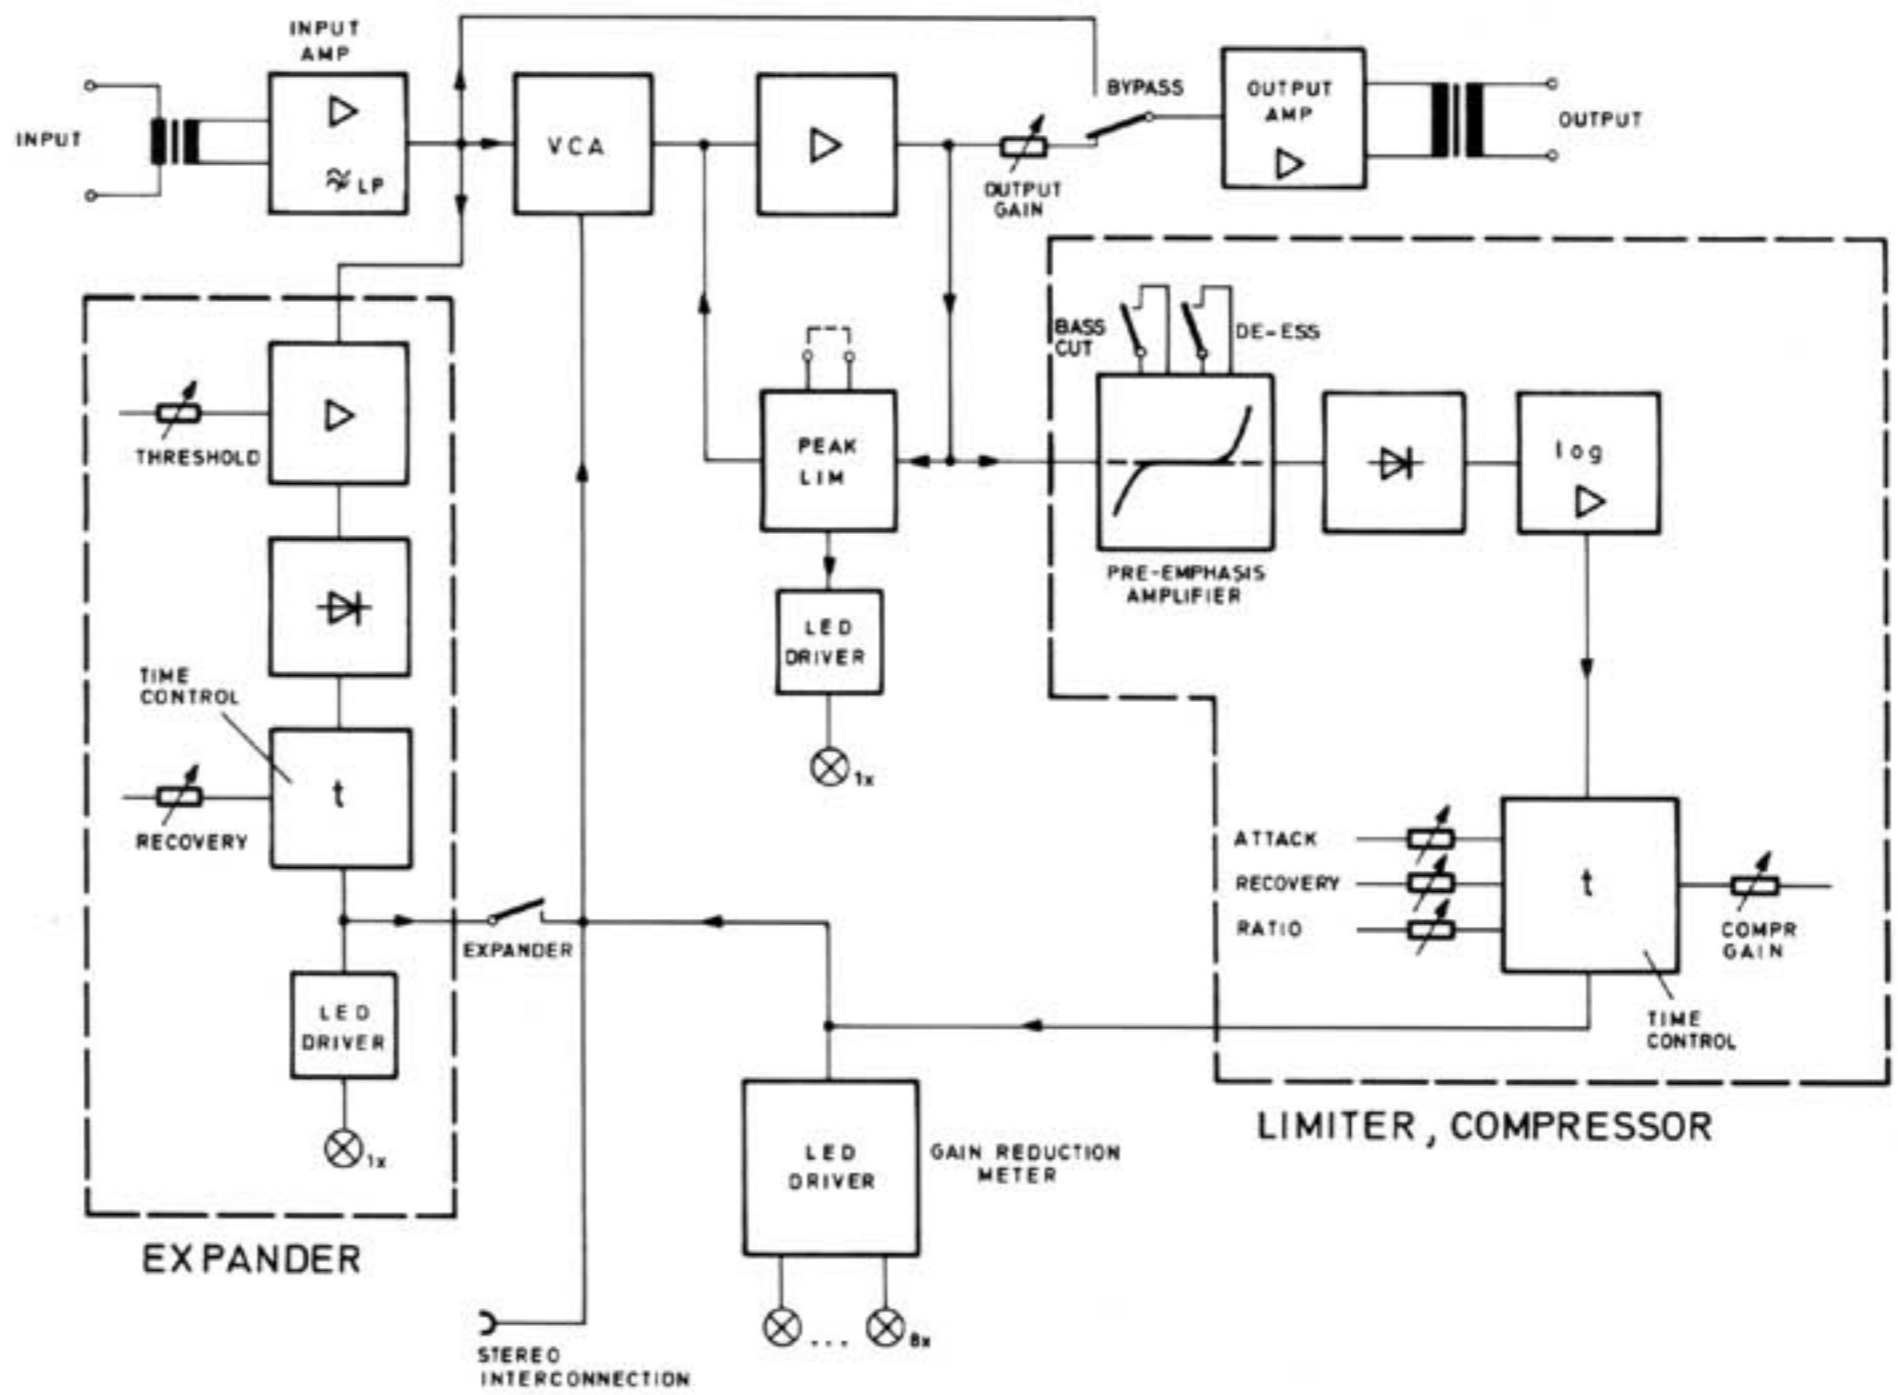 INPUT
AMP
INPUT
LP
VCA
OUTPUT
GAIN
BYPASS
OUTPUT
AMP
OUTPUT
THRESHOLD
TIME
CONTROL
t
RECOVERY
LED
DRIVER
1x
EXPANDER
EXPANDER
PEAK
LIM
LED
DRIVER
1x
BASS
CUT
DE-ESS
PRE-EMPHASIS
AMPLIFIER
log
ATTACK
RECOVERY
RATIO
t
COMPR
GAIN
TIME
CONTROL
LIMITER, COMPRESSOR
LED
DRIVER
GAIN REDUCTION
METER
... 8x
STEREO
INTERCONNECTION